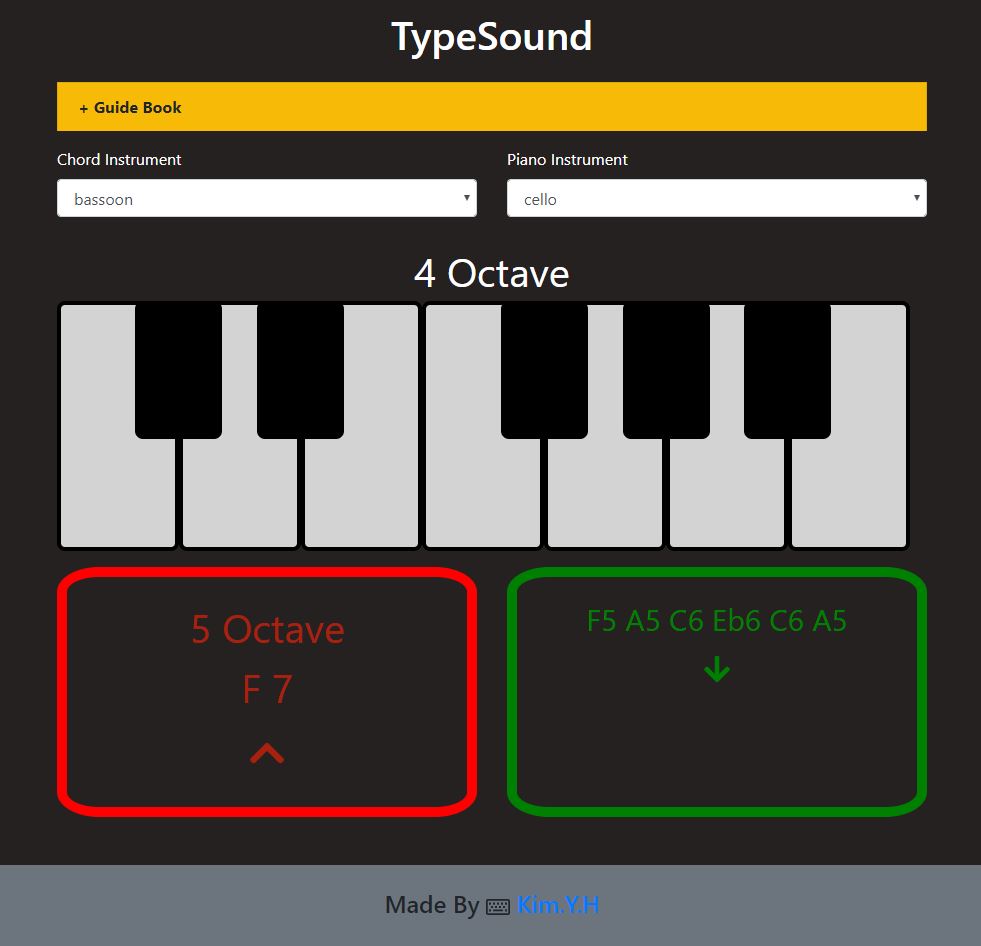 TypeSound
+ Guide Book
Chord Instrument
Piano Instrument
bassoon
cello
4 Octave
5 Octave
F 7
F5 A5 C6 Eb6 C6 A5
Made By Kim.Y.H